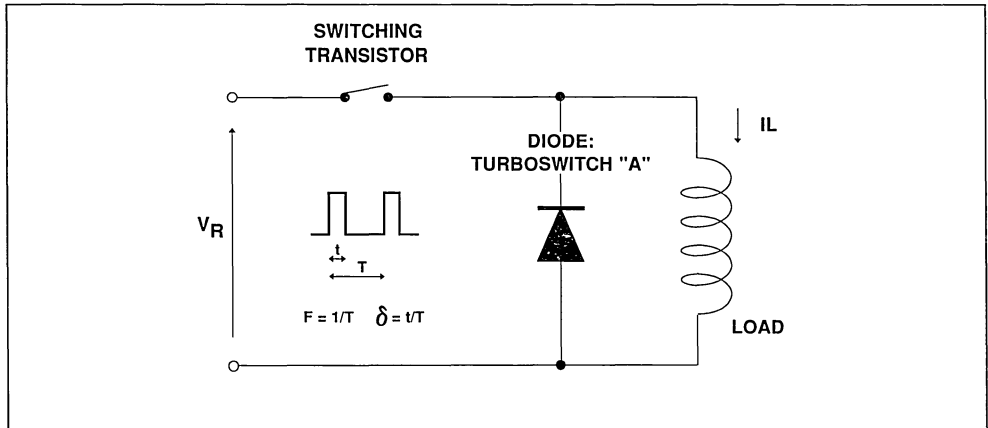 SWITCHING
TRANSISTOR
IL
DIODE:
TURBOSWITCH "A"
VR
t
T
F = 1/T δ = t/T
LOAD